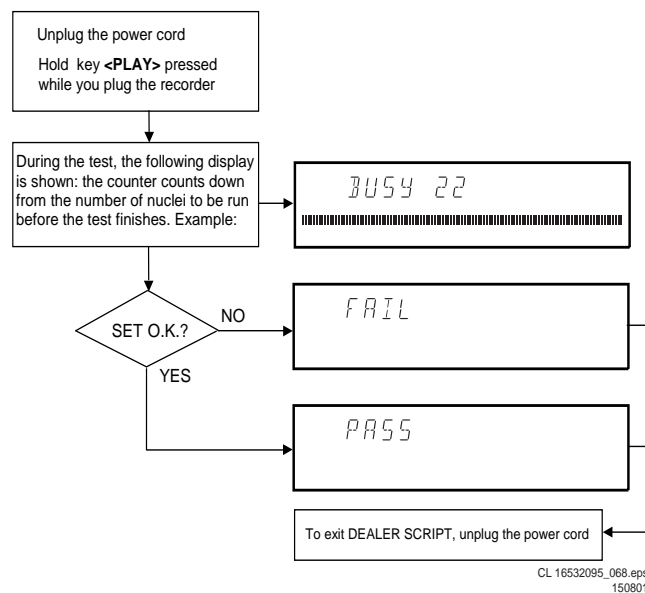 Unplug the power cord
Hold key <PLAY> pressed
while you plug the recorder
During the test, the following display
is shown: the counter counts down
from the number of nuclei to be run
before the test finishes. Example:
BUSY 22
SET O.K.?
NO
FAIL
YES
PASS
To exit DEALER SCRIPT, unplug the power cord
CL 16532095_068.eps
150801